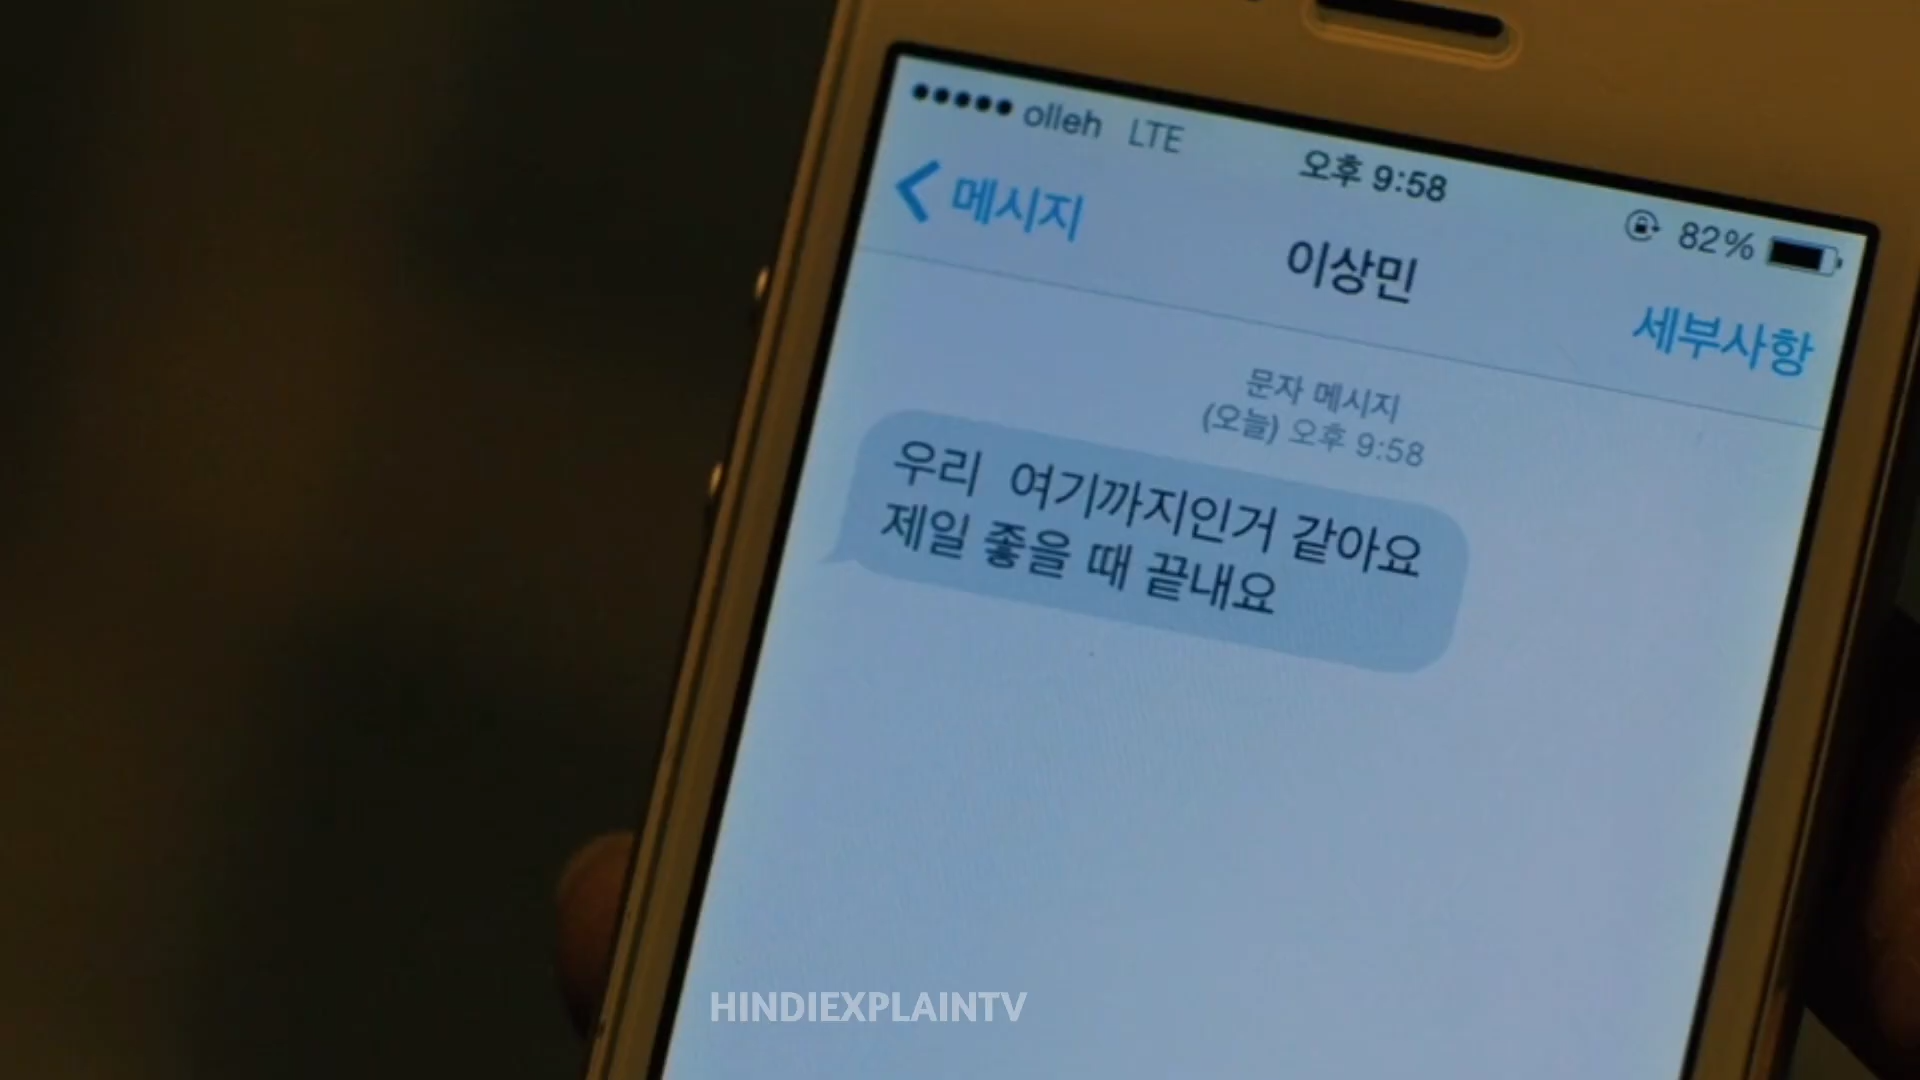 olleh LTE 오후 9:58 82%
메시지 이상민 세부사항
문자 메시지
(오늘) 오후 9:58
우리 여기까지인거 같아요
제일 좋을 때 끝내요
HINDIEXPLAINTV